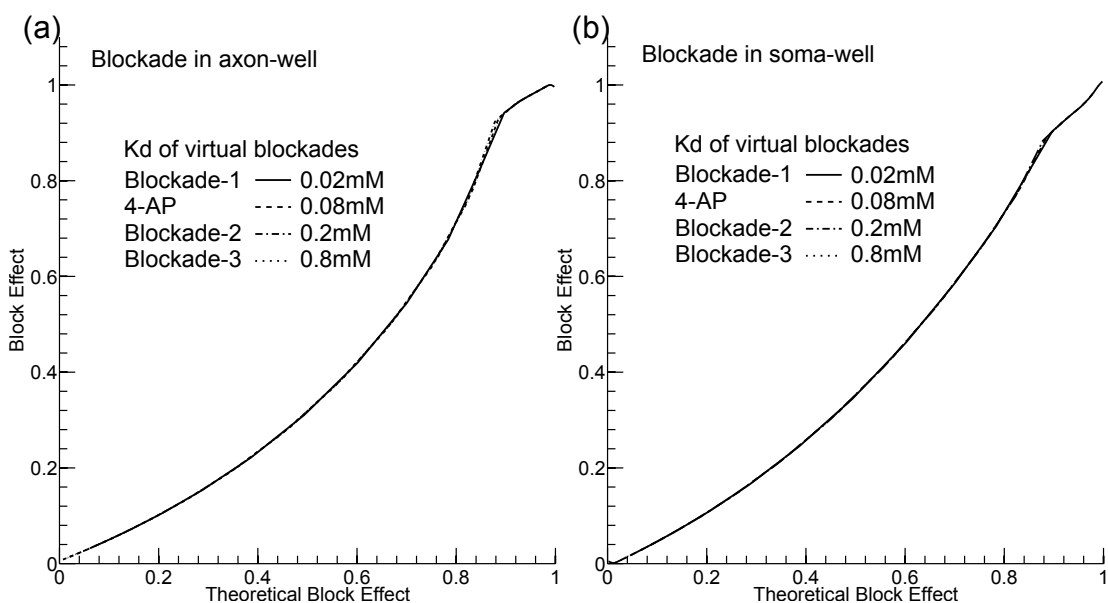 (a)
Blockade in axon-well
1
Kd of virtual blockades
Blockade-1 0.02mM
4-AP 0.08mM
Blockade-2 0.2mM
Blockade-3 0.8mM
0.8
0.6
0.4
0.2
0
Block Effect
0 0.2 0.4 0.6 0.8 1
Theoretical Block Effect
(b)
Blockade in soma-well
1
Kd of virtual blockades
Blockade-1 0.02mM
4-AP 0.08mM
Blockade-2 0.2mM
Blockade-3 0.8mM
0.8
0.6
0.4
0.2
0
Block Effect
0 0.2 0.4 0.6 0.8 1
Theoretical Block Effect